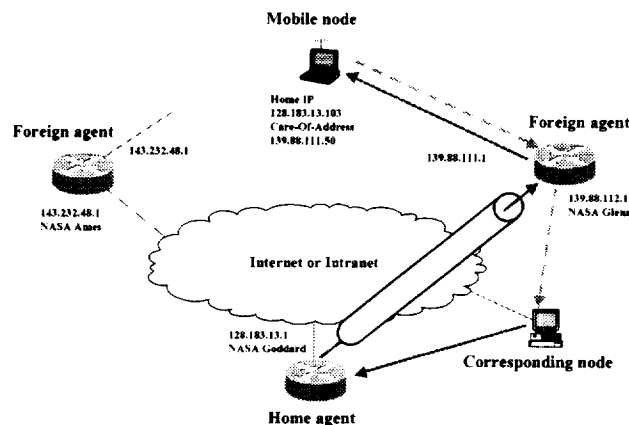 Mobile node
Home IP
128.183.13.103
Care-Of-Address
139.88.111.50
Foreign agent
143.232.48.1
143.232.48.1
NASA Ames
Foreign agent
139.88.111.1
139.88.112.1
NASA Glenn
Internet or Intranet
128.183.13.1
NASA Goddard
Home agent
Corresponding node